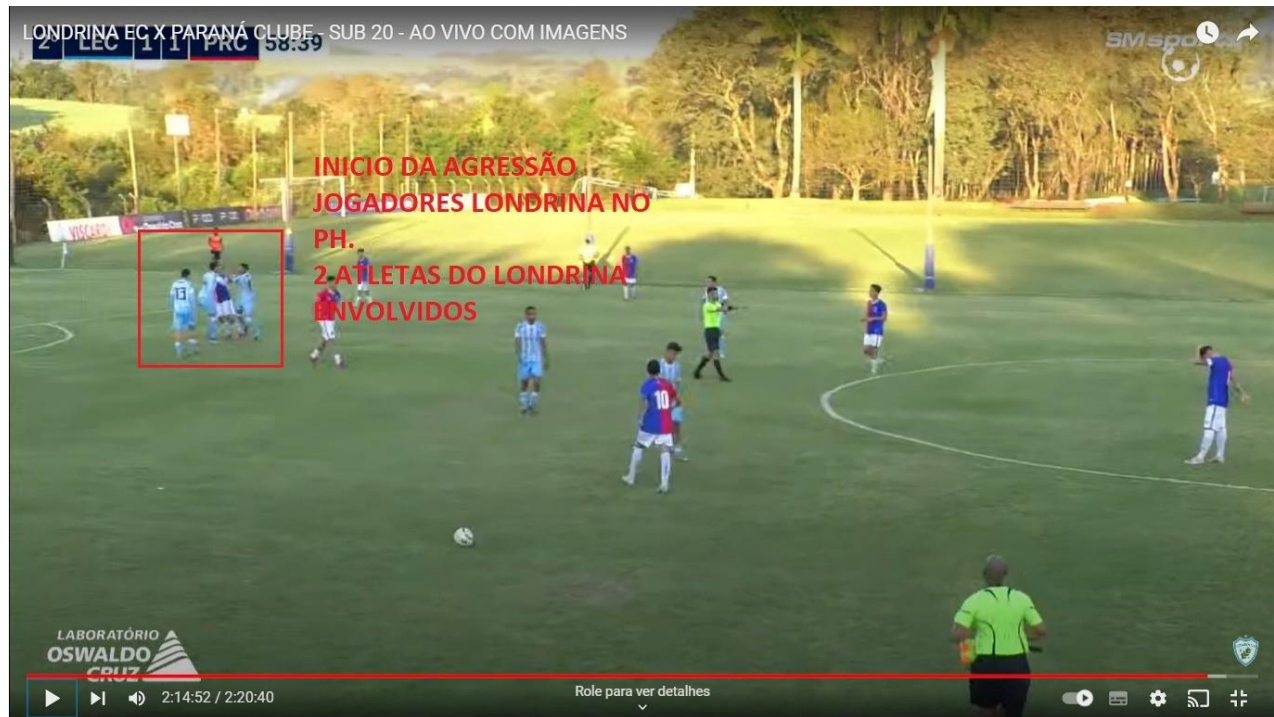 LONDRINA EC X PARANÁ CLUBE - SUB 20 - AO VIVO COM IMAGENS
2 LEC 1 1 PRC 58:39
SM sports
INICIO DA AGRESSÃO
JOGADORES LONDRINA NO
PH.
2 ATLETAS DO LONDRINA
ENVOLVIDOS
VISCARDI
13
10
LABORATÓRIO
OSWALDO
CRUZ
2:14:52 / 2:20:40
Role para ver detalhes